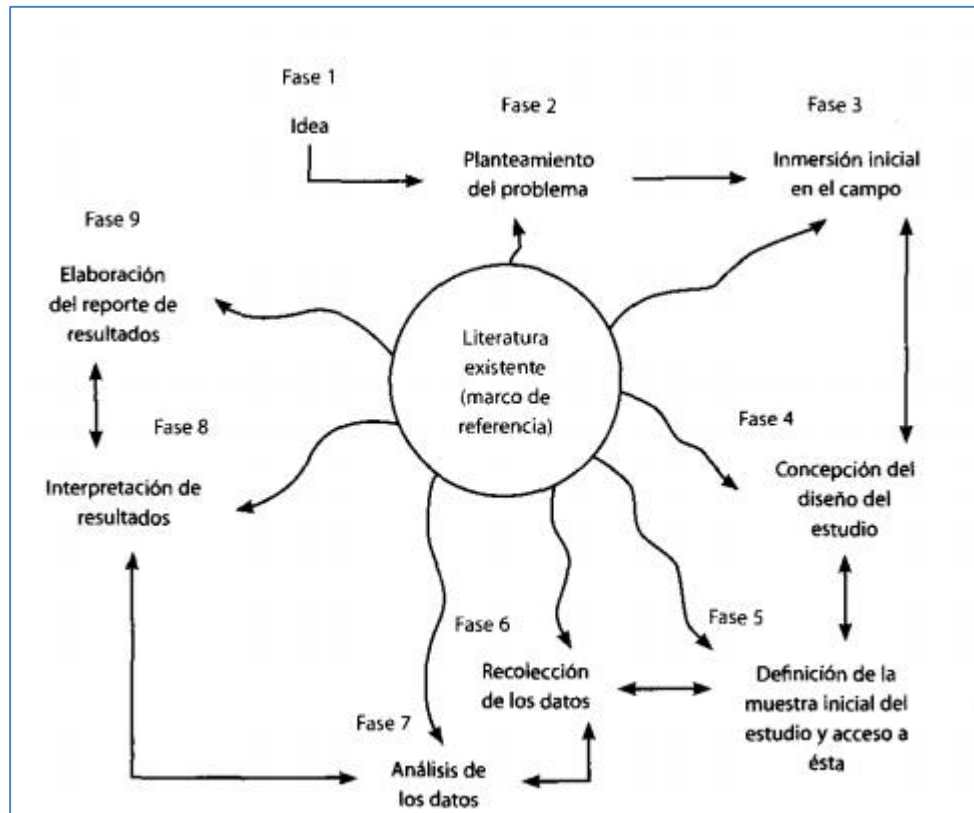 Fase 1
Idea
Fase 2
Planteamiento
del problema
Fase 3
Inmersión inicial
en el campo
Fase 9
Elaboración
del reporte de
resultados
Literatura
existente
(marco de
referencia)
Fase 8
Interpretación de
resultados
Fase 4
Concepción del
diseño del
estudio
Fase 6
Recolección
de los datos
Fase 5
Definición de la
muestra inicial del
estudio y acceso a
ésta
Fase 7
Análisis de
los datos